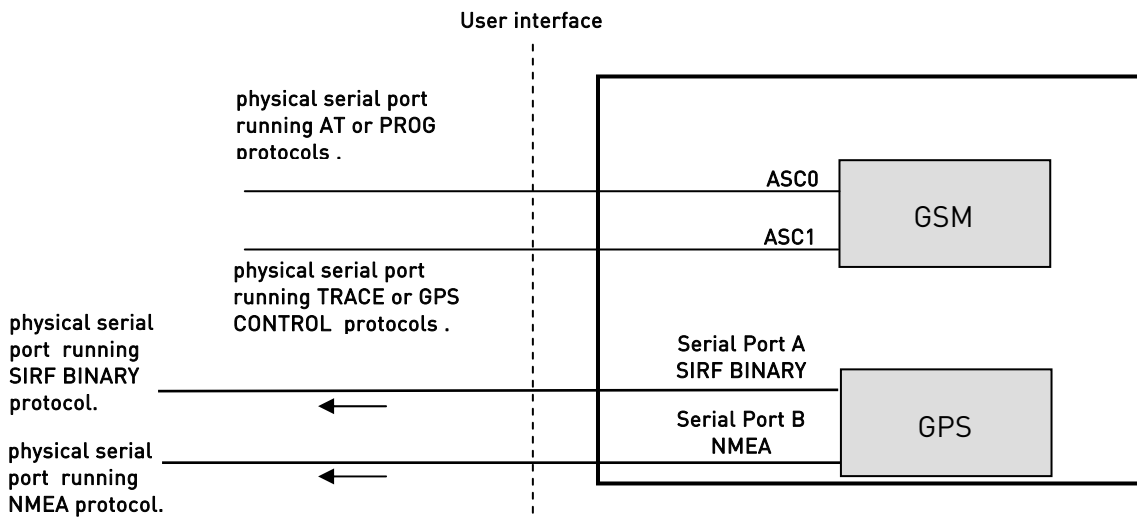 User interface
physical serial port
running AT or PROG
protocols .
ASC0
GSM
ASC1
physical serial port
running TRACE or GPS
CONTROL protocols .
physical serial
port running
SIRF BINARY
protocol.
Serial Port A
SIRF BINARY
Serial Port B
NMEA
GPS
physical serial
port running
NMEA protocol.